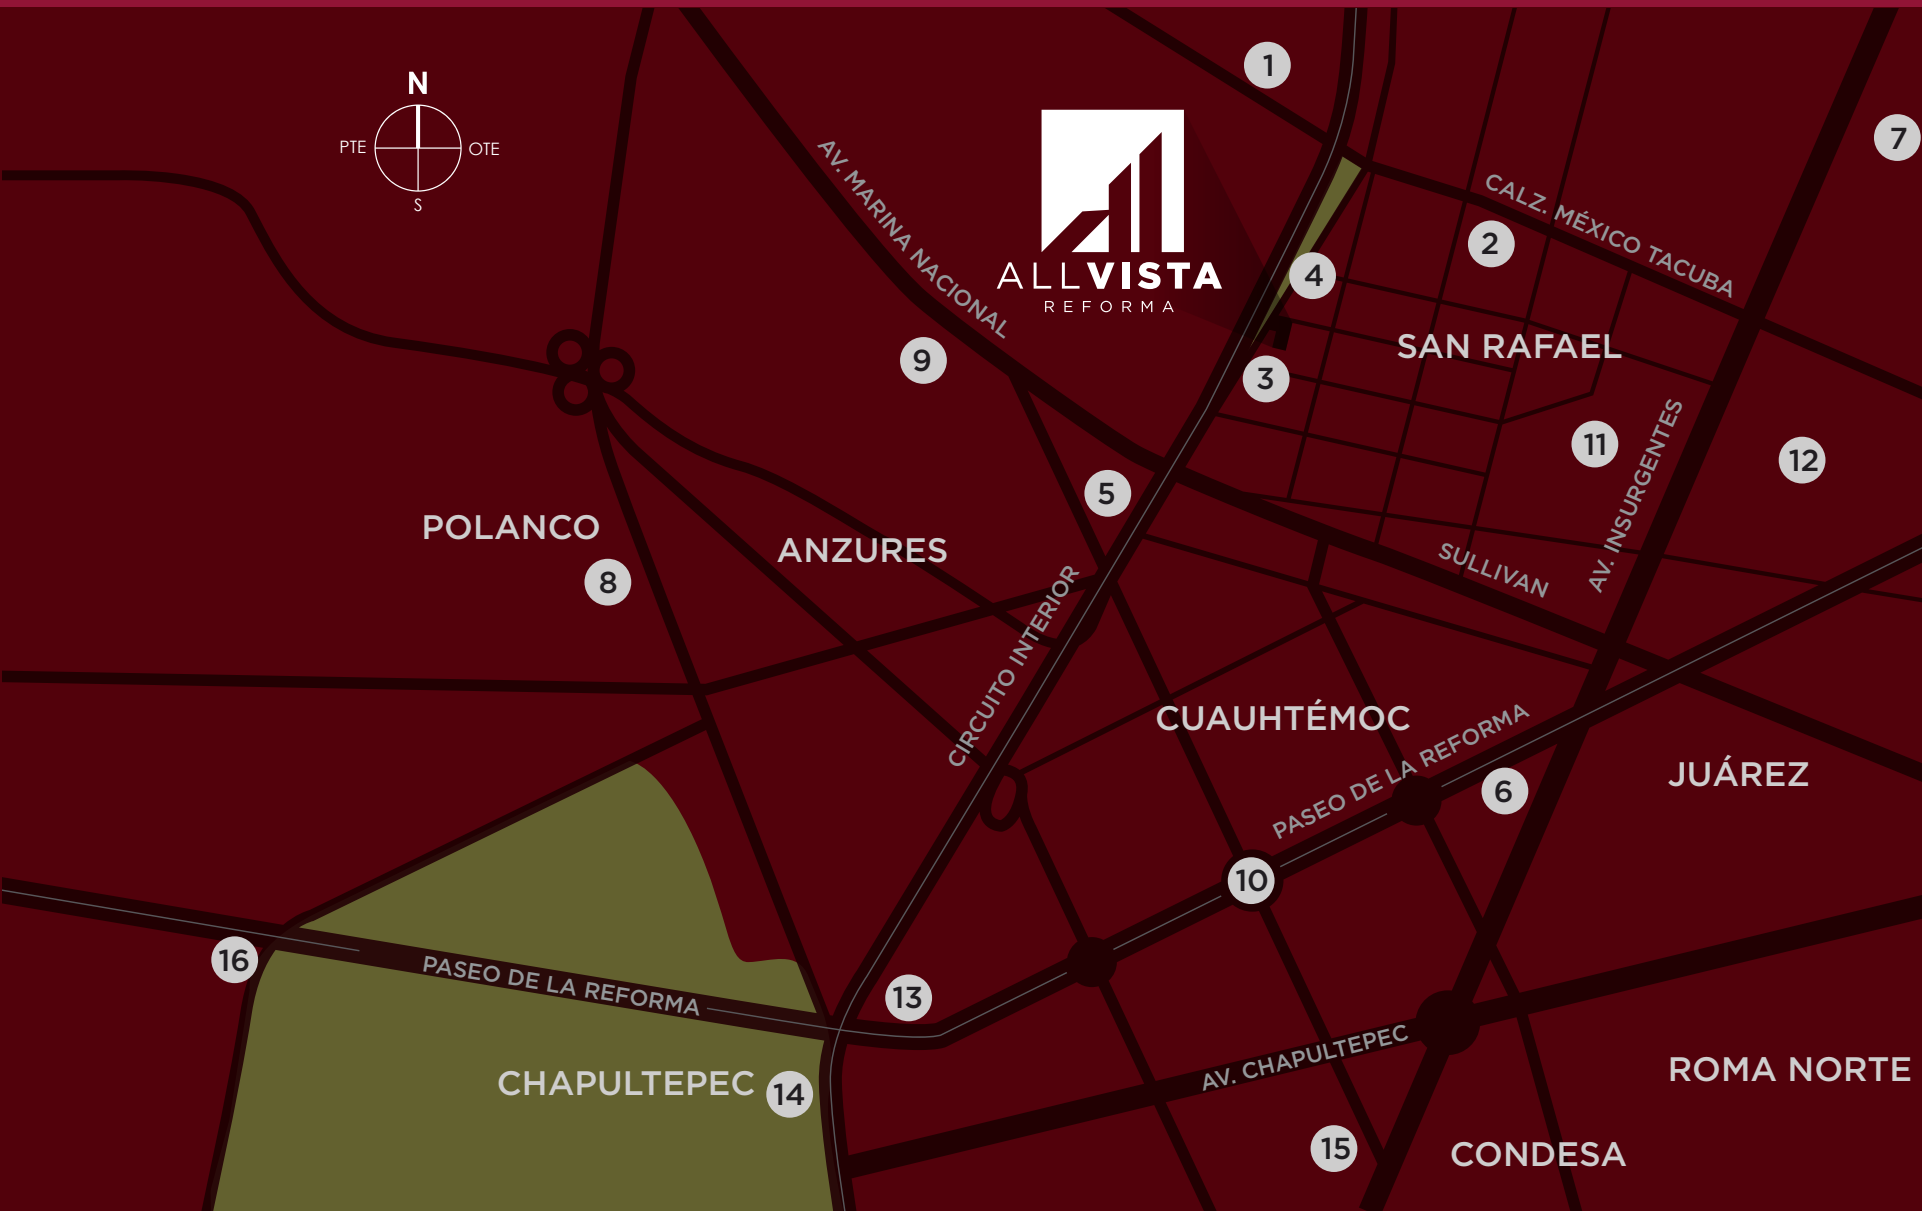 1
N
7
PTE
OTE
S
AV. MARINA NACIONAL
CALZ. MÉXICO TACUBA
2
ALLVISTA
REFORMA
4
SAN RAFAEL
9
3
AV. INSURGENTES
11
12
5
POLANCO
ANZURES
SULLIVAN
8
CIRCUITO INTERIOR
CUAUHTÉMOC
PASEO DE LA REFORMA
JUÁREZ
6
10
16
PASEO DE LA REFORMA
13
AV. CHAPULTEPEC
CHAPULTEPEC
14
ROMA NORTE
15
CONDESA